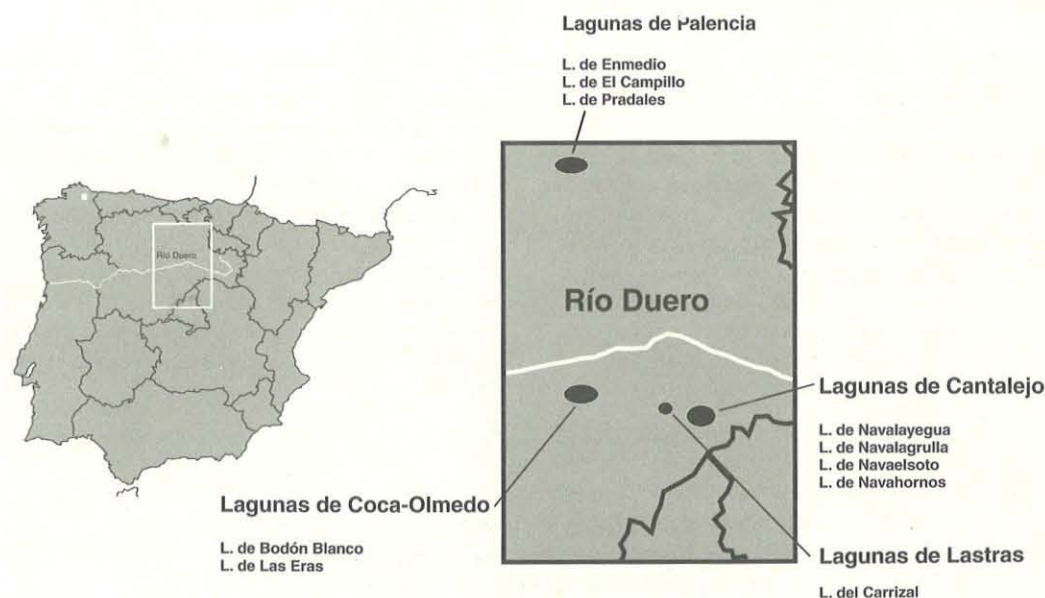 Lagunas de Palencia
L. de Enmedio
L. de El Campillo
L. de Pradales
Río Duero
Río Duero
Lagunas de Cantalejo
L. de Navalayegua
L. de Navalagrulla
L. de Navaelsoto
L. de Navahornos
Lagunas de Coca-Olmedo
L. de Bodón Blanco
L. de Las Eras
Lagunas de Lastras
L. del Carrizal